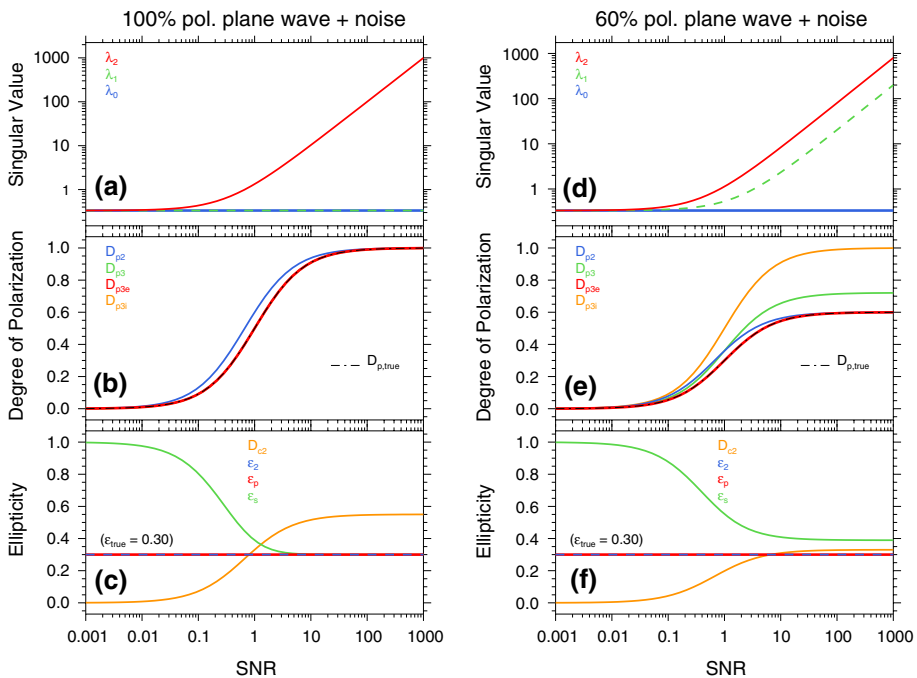 100% pol. plane wave + noise
60% pol. plane wave + noise
Singular Value
1000
100
10
1
λ2
λ1
λ0
(a)
Singular Value
1000
100
10
1
λ2
λ1
λ0
(d)
Degree of Polarization
1.0
0.8
0.6
0.4
0.2
0.0
Dp2
Dp3
Dp3e
Dp3i
Dp,true
(b)
Degree of Polarization
1.0
0.8
0.6
0.4
0.2
0.0
Dp2
Dp3
Dp3e
Dp3i
Dp,true
(e)
Ellipticity
1.0
0.8
0.6
0.4
0.2
0.0
Dc2
ε2
εp
εs
(εtrue = 0.30)
(c)
0.001 0.01 0.1 1 10 100 1000
SNR
Ellipticity
1.0
0.8
0.6
0.4
0.2
0.0
Dc2
ε2
εp
εs
(εtrue = 0.30)
(f)
0.001 0.01 0.1 1 10 100 1000
SNR